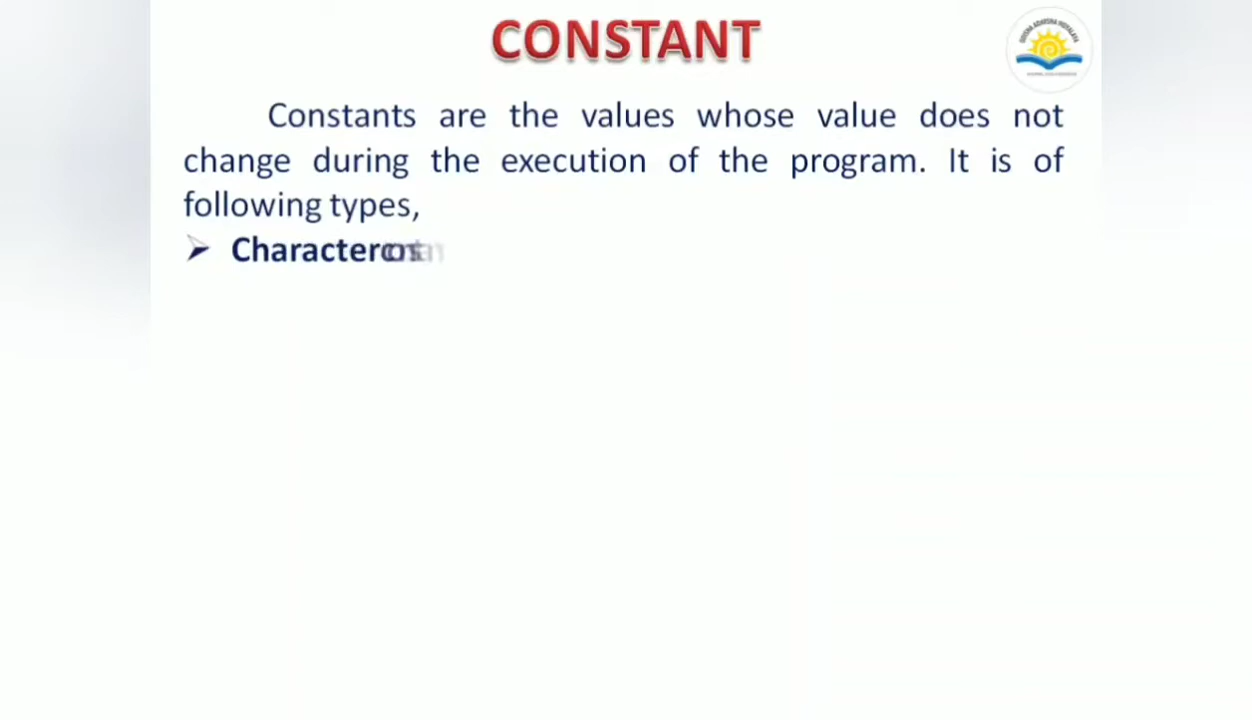 CONSTANT
Constants are the values whose value does not
change during the execution of the program. It is of
following types,
Character